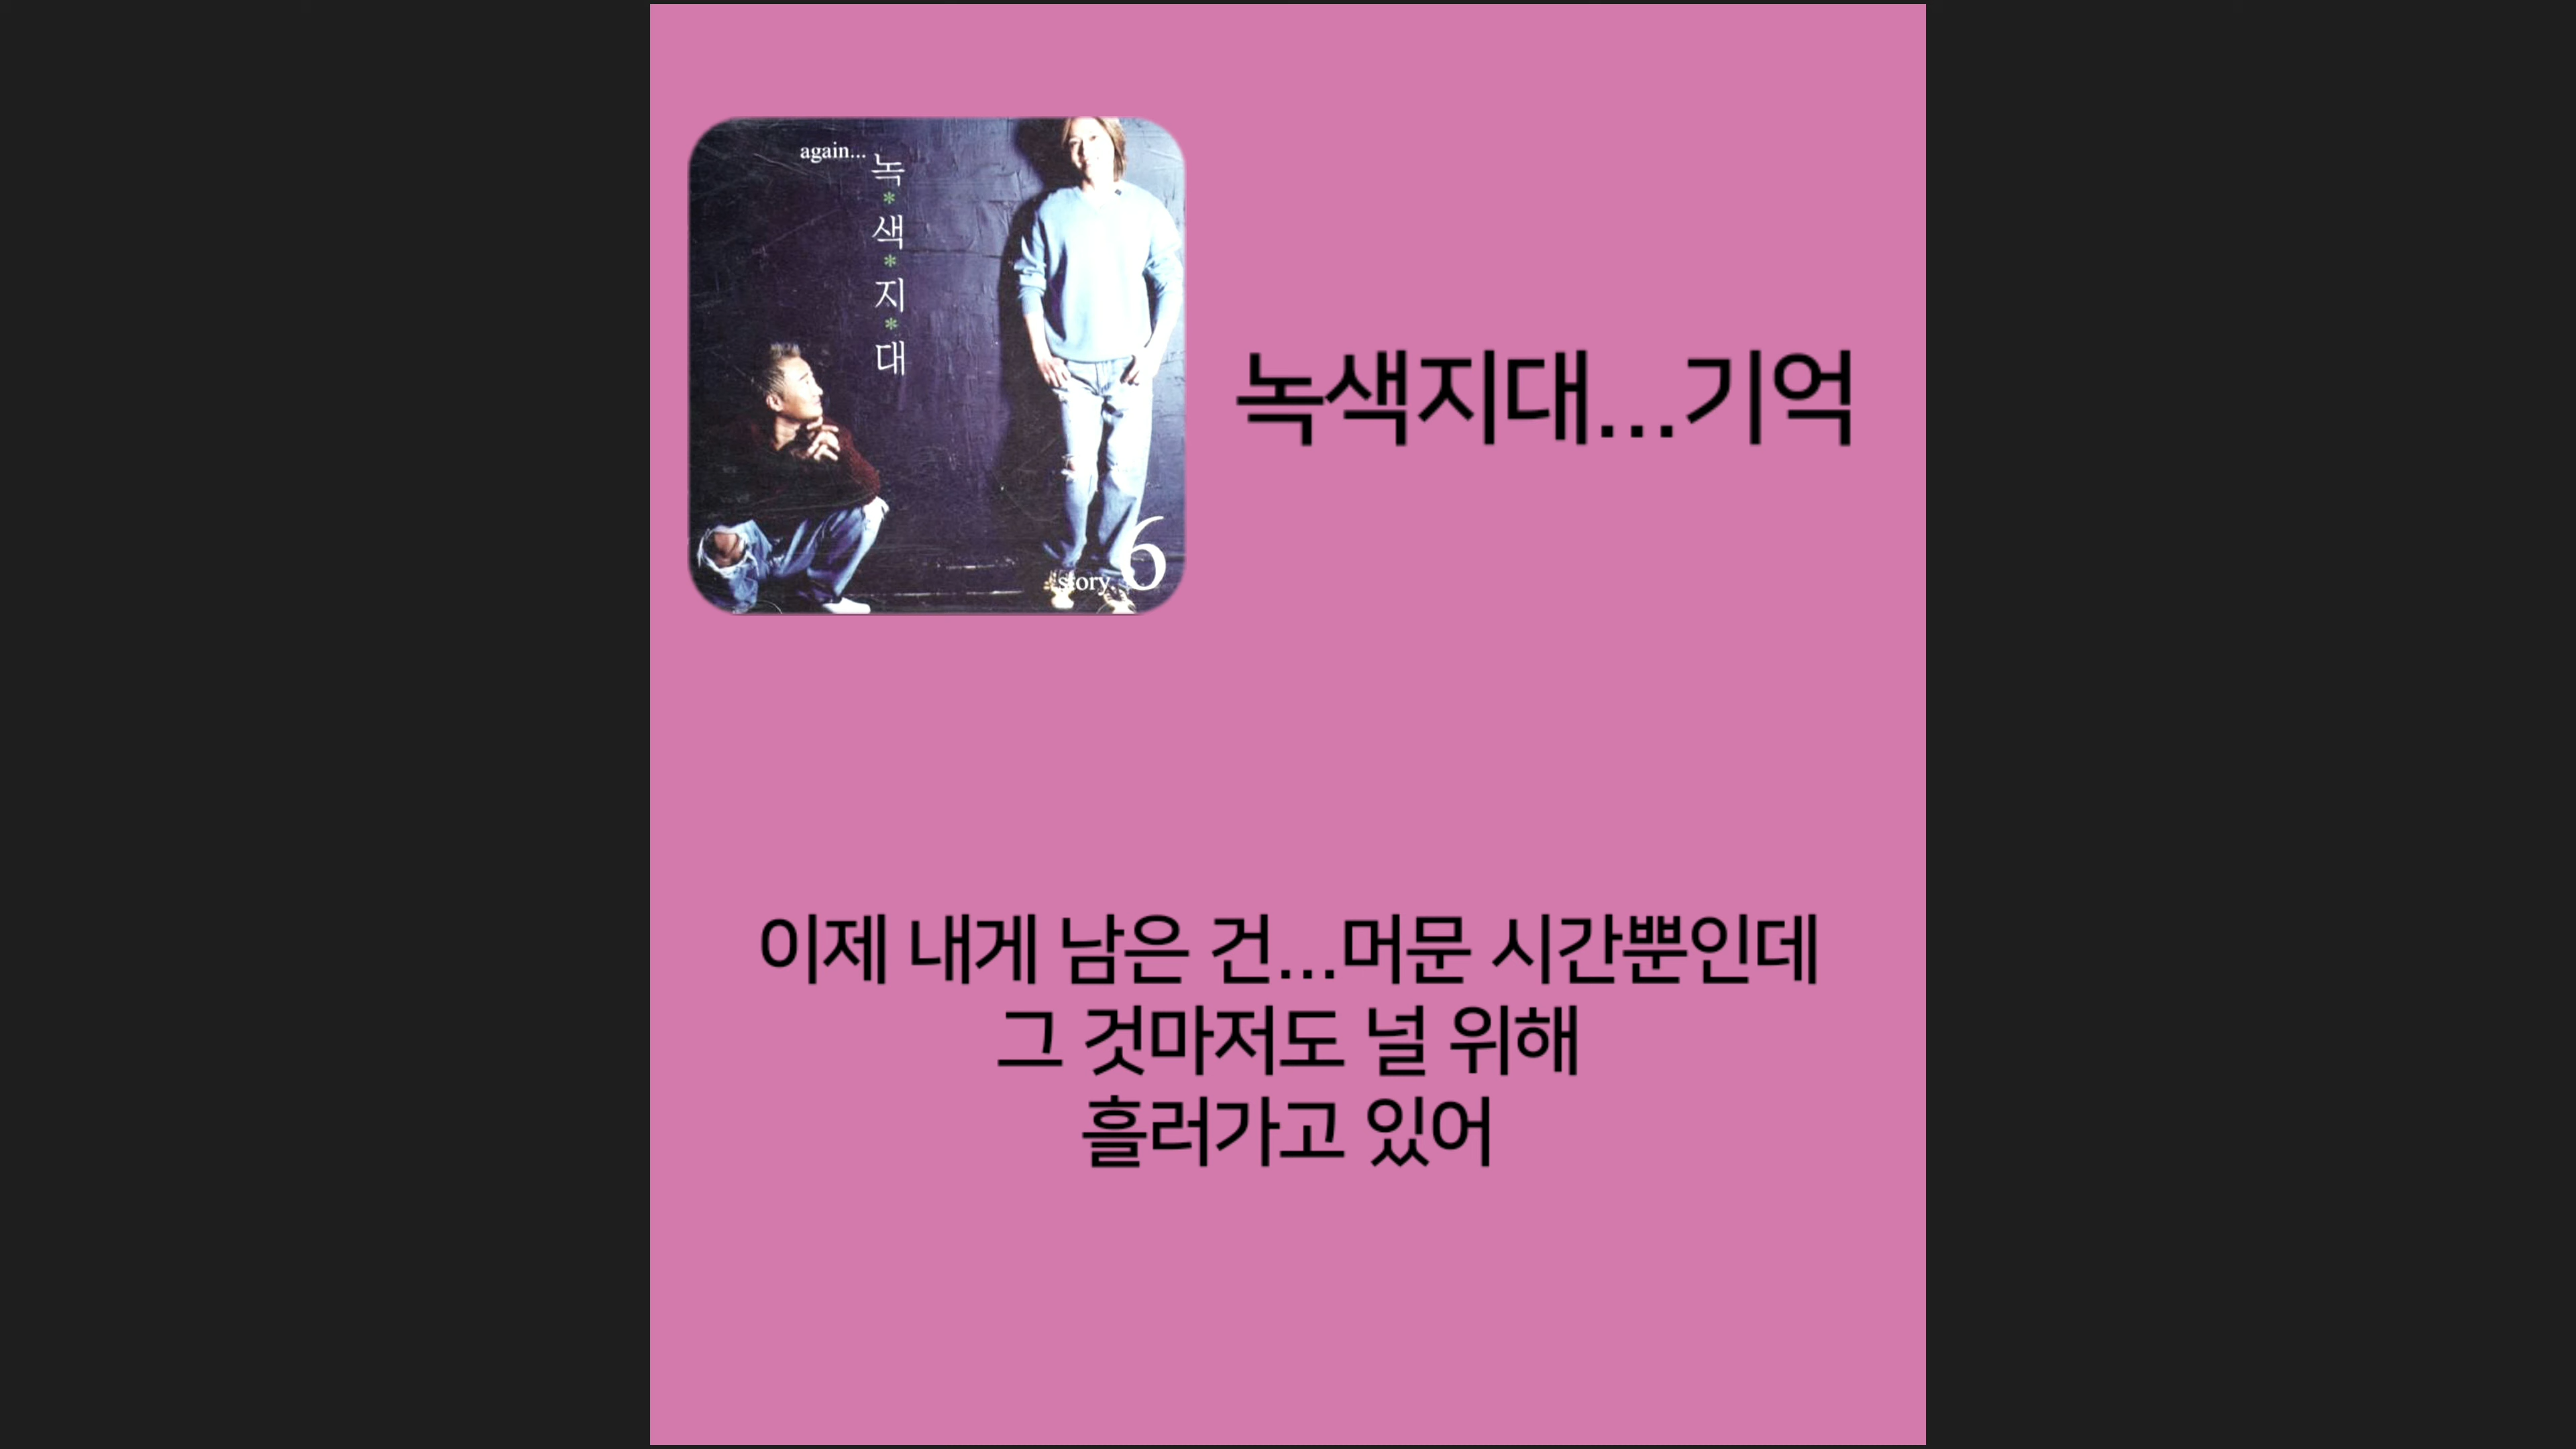 again...
녹*색*지*대
story. 6
녹색지대...기억
이제 내게 남은 건...머문 시간뿐인데
그 것마저도 널 위해
흘러가고 있어